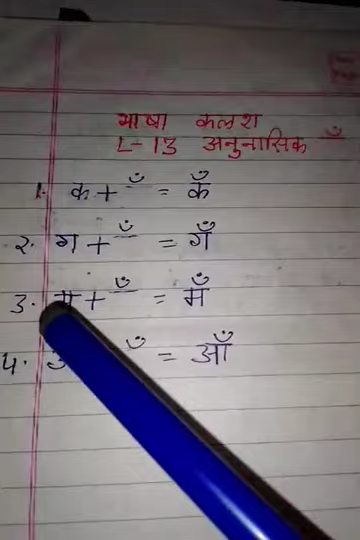 भाषा कलश
L-13 अनुनासिक ँ
1. क + ँ = कँ
२. ग + ँ = गँ
3. म + ँ = मँ
4. ँ = आँ